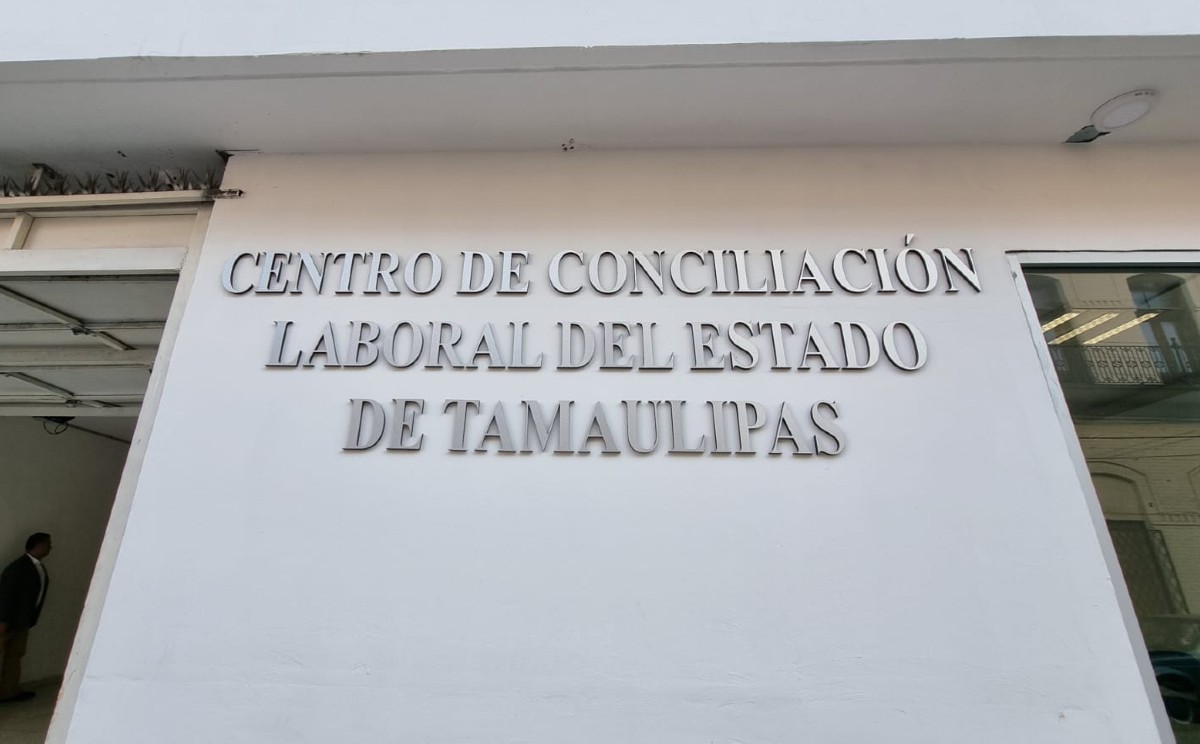 CENTRO DE CONCILIACIÓN
LABORAL DEL ESTADO
DE TAMAULIPAS